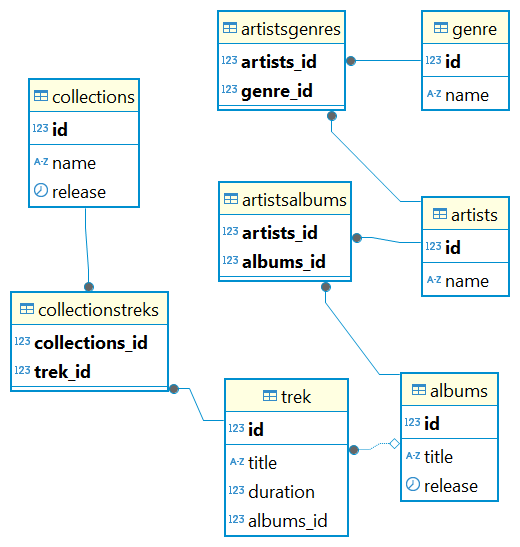 artistsgenres
123 artists_id
123 genre_id
genre
123 id
A-Z name
collections
123 id
A-Z name
release
artistsalbums
123 artists_id
123 albums_id
artists
123 id
A-Z name
collectionstreks
123 collections_id
123 trek_id
trek
123 id
A-Z title
123 duration
123 albums_id
albums
123 id
A-Z title
release